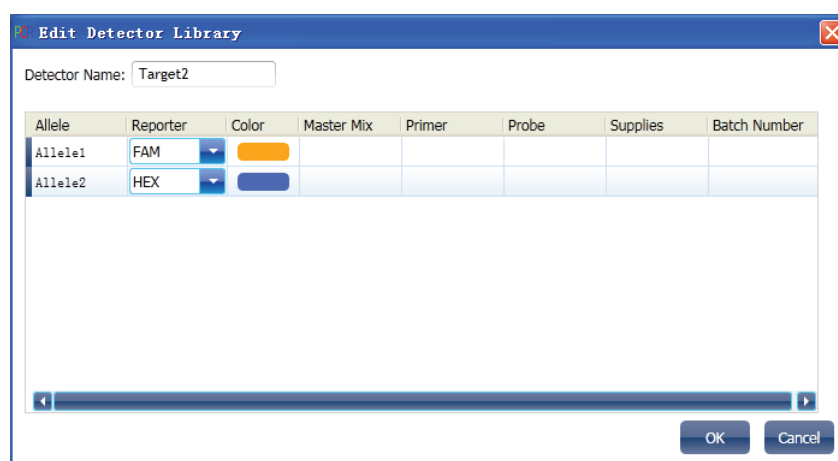 Edit Detector Library
Detector Name: Target2
Allele Reporter Color Master Mix Primer Probe Supplies Batch Number
Allele1 FAM
Allele2 HEX
OK Cancel